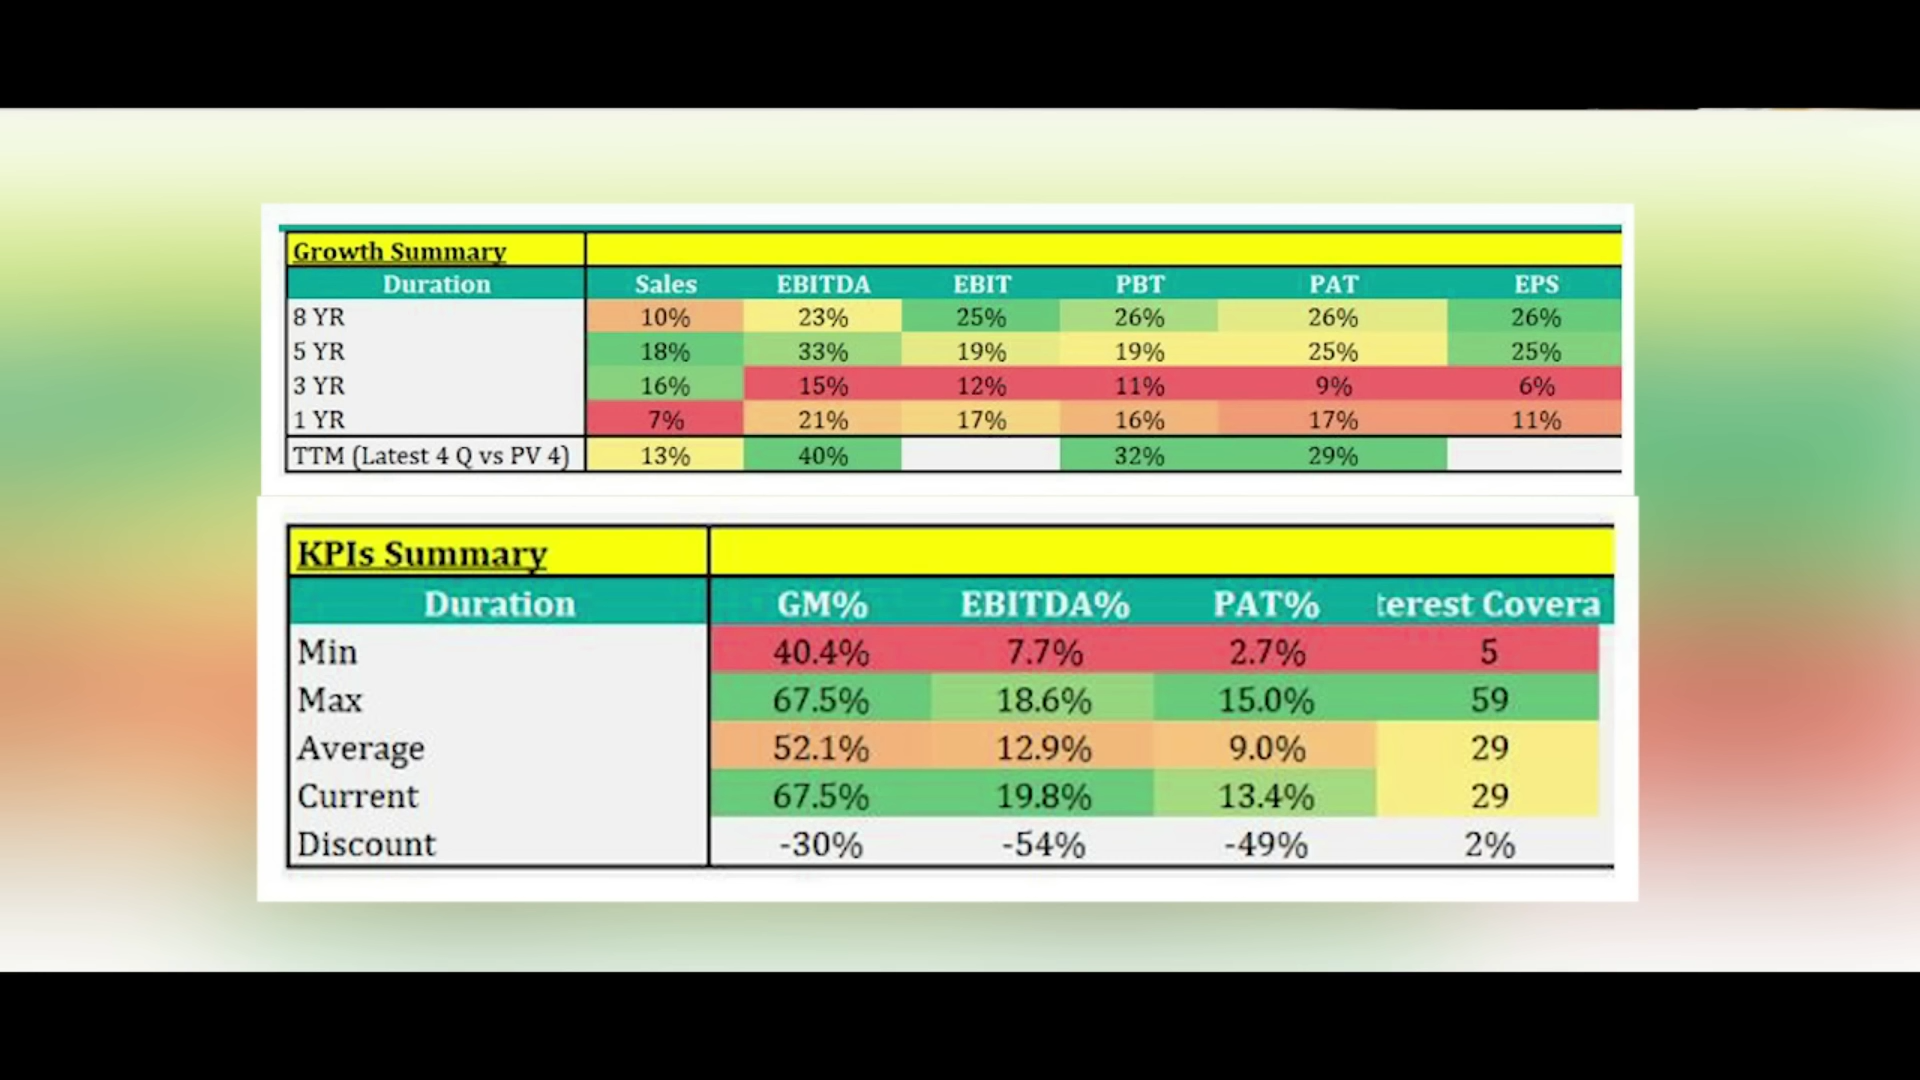 Growth Summary
Duration Sales EBITDA EBIT PBT PAT EPS
8 YR 10% 23% 25% 26% 26% 26%
5 YR 18% 33% 19% 19% 25% 25%
3 YR 16% 15% 12% 11% 9% 6%
1 YR 7% 21% 17% 16% 17% 11%
TTM (Latest 4 Q vs PV 4) 13% 40% 32% 29%
KPIs Summary
Duration GM% EBITDA% PAT% terest Covera
Min 40.4% 7.7% 2.7% 5
Max 67.5% 18.6% 15.0% 59
Average 52.1% 12.9% 9.0% 29
Current 67.5% 19.8% 13.4% 29
Discount -30% -54% -49% 2%